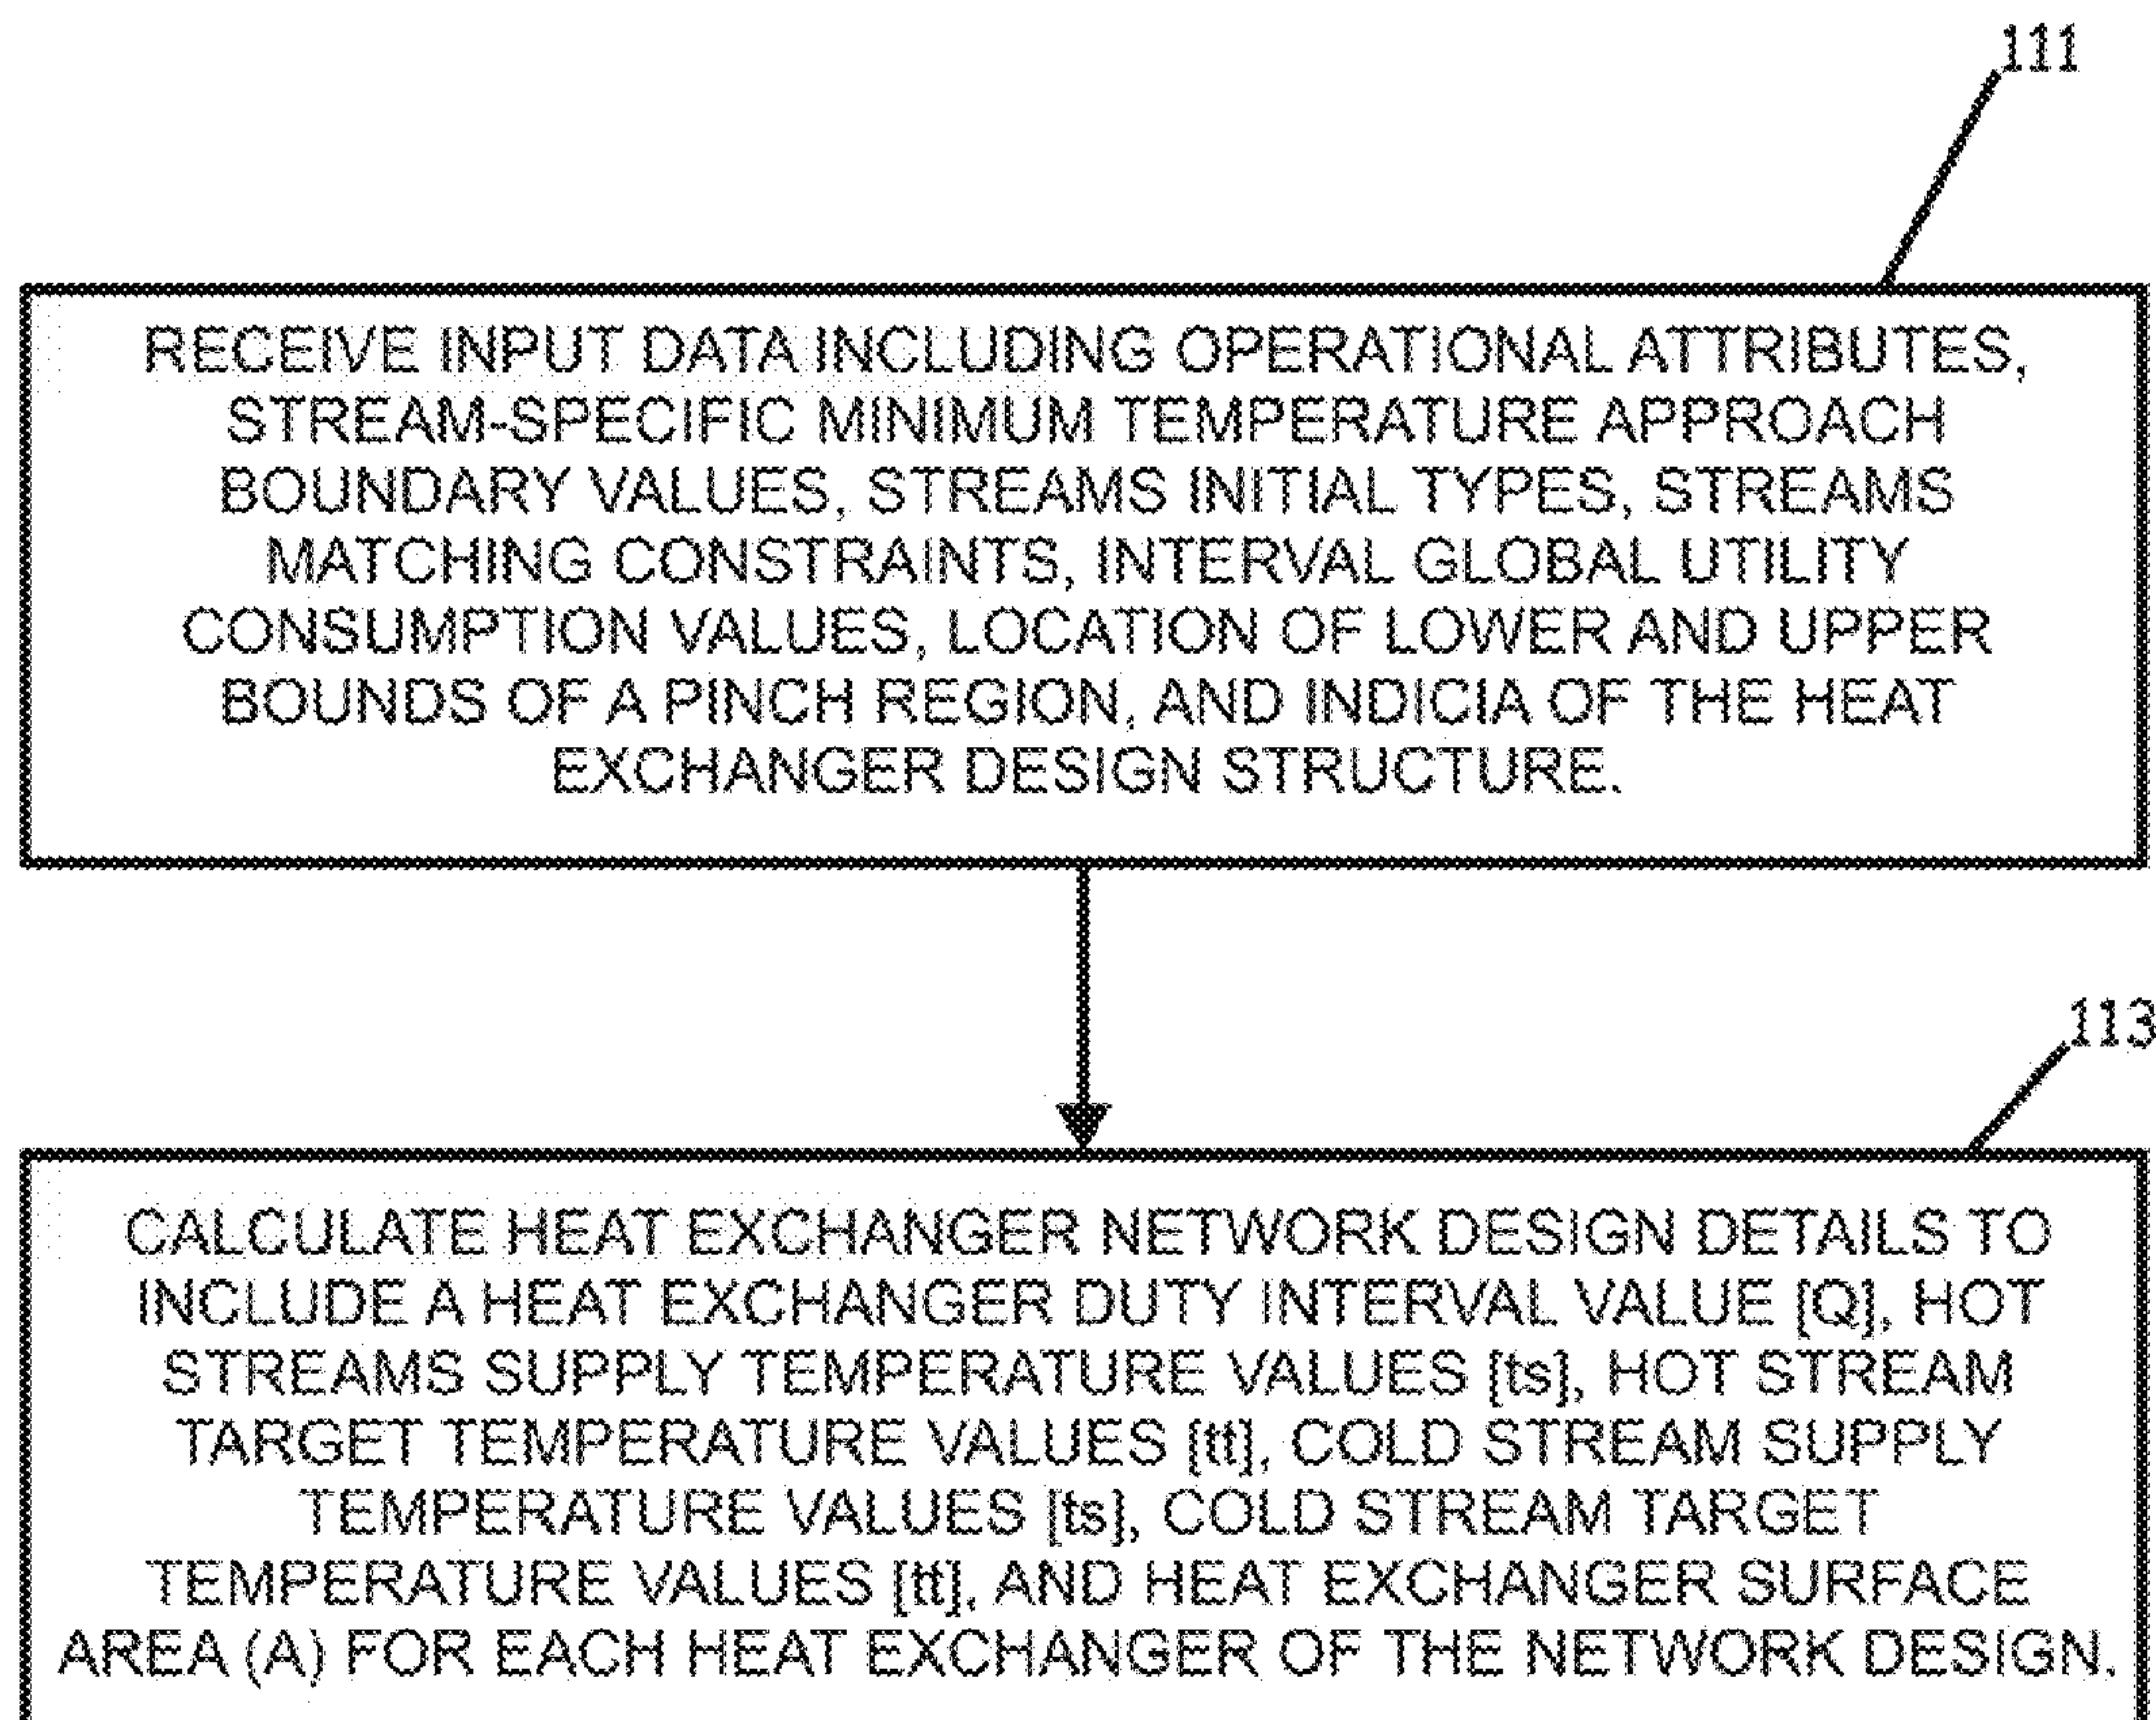 111
RECEIVE INPUT DATA INCLUDING OPERATIONAL ATTRIBUTES,
STREAM-SPECIFIC MINIMUM TEMPERATURE APPROACH
BOUNDARY VALUES, STREAMS INITIAL TYPES, STREAMS
MATCHING CONSTRAINTS, INTERVAL GLOBAL UTILITY
CONSUMPTION VALUES, LOCATION OF LOWER AND UPPER
BOUNDS OF A PINCH REGION, AND INDICIA OF THE HEAT
EXCHANGER DESIGN STRUCTURE.
113
CALCULATE HEAT EXCHANGER NETWORK DESIGN DETAILS TO
INCLUDE A HEAT EXCHANGER DUTY INTERVAL VALUE [Q], HOT
STREAMS SUPPLY TEMPERATURE VALUES [ts], HOT STREAM
TARGET TEMPERATURE VALUES [tt], COLD STREAM SUPPLY
TEMPERATURE VALUES [ts], COLD STREAM TARGET
TEMPERATURE VALUES [tt], AND HEAT EXCHANGER SURFACE
AREA (A) FOR EACH HEAT EXCHANGER OF THE NETWORK DESIGN.